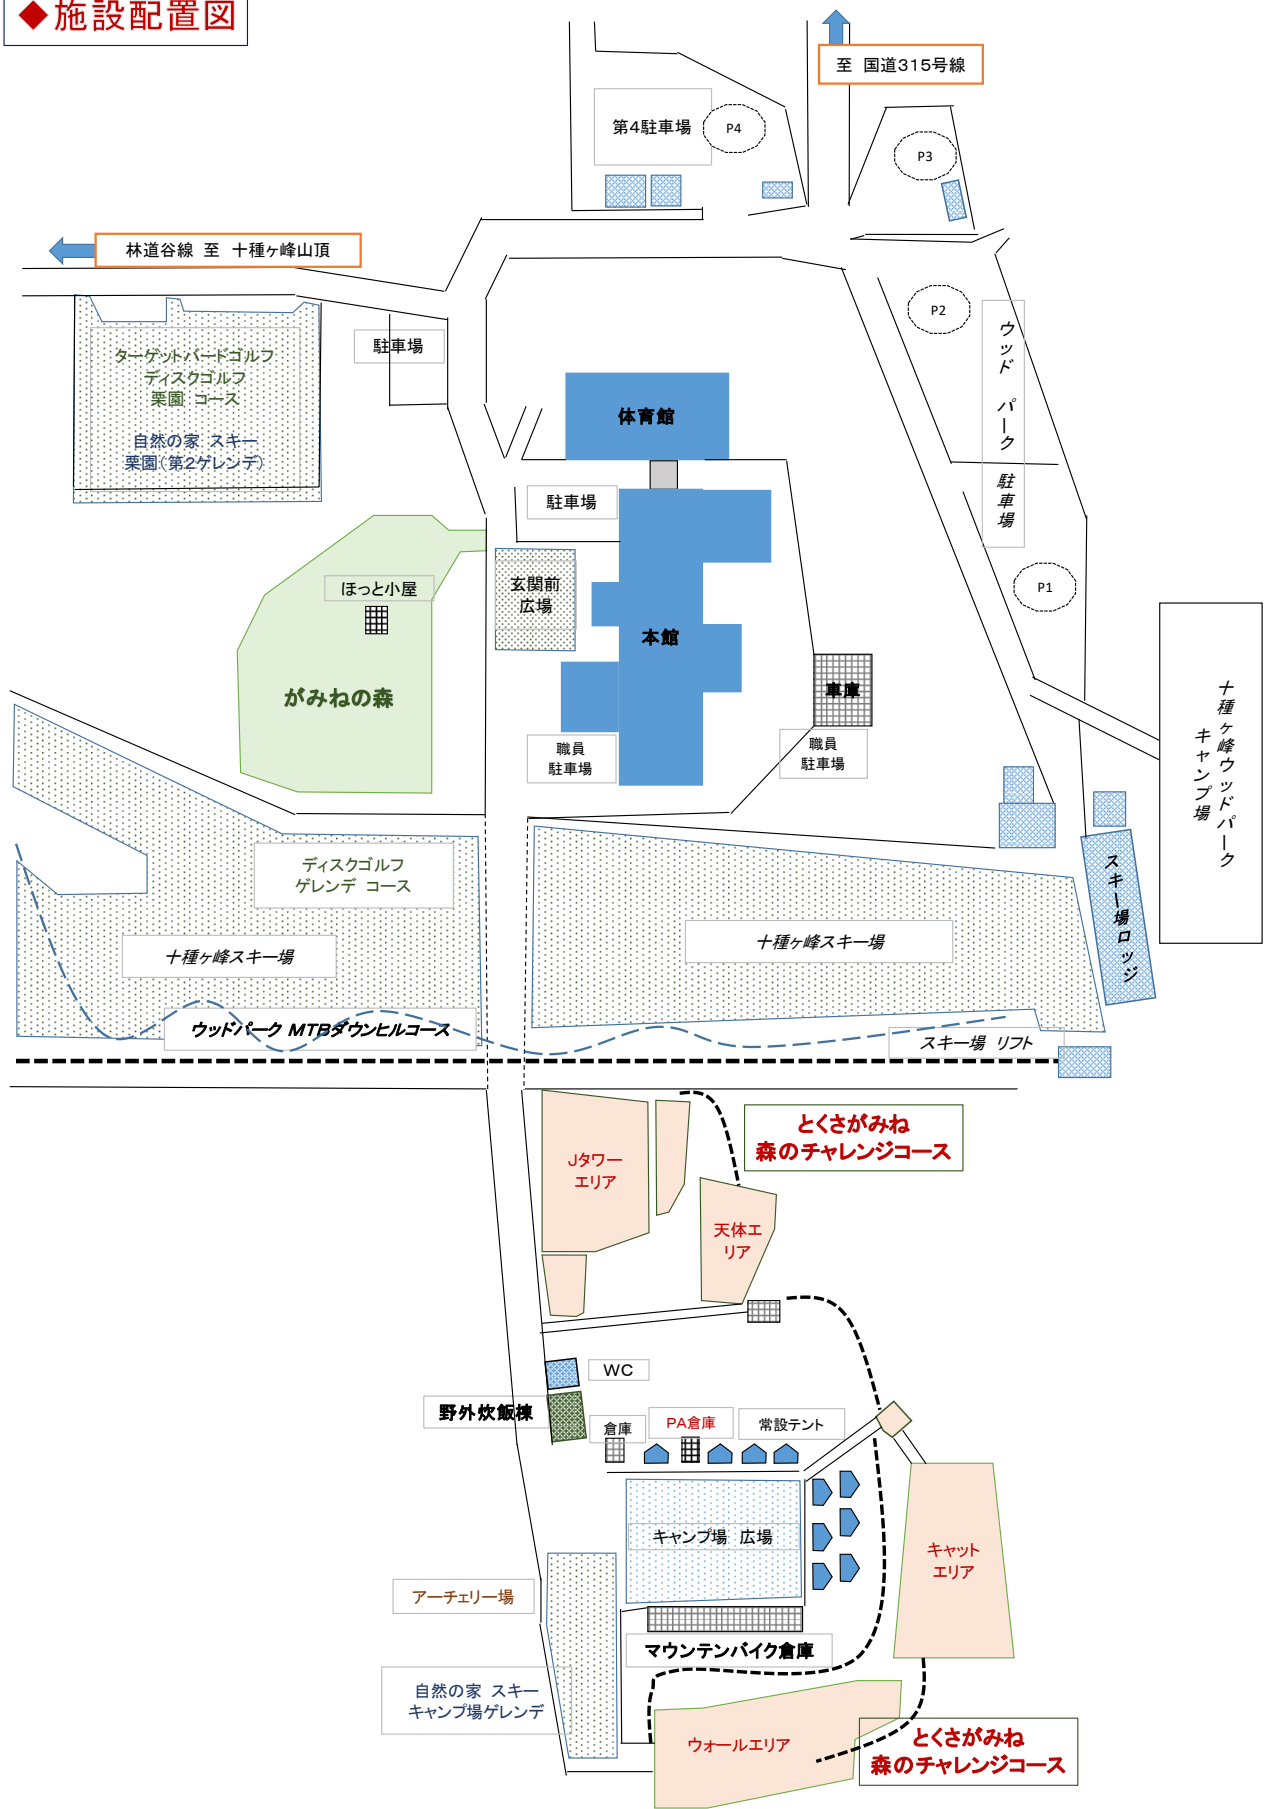 ◆施設配置図
至 国道315号線
第4駐車場
P4
P3
林道谷線 至 十種ヶ峰山頂
P2
ウッド パーク 駐車場
駐車場
ターゲットバードゴルフ
ディスクゴルフ
栗園 コース
自然の家 スキー
栗園(第2ゲレンデ)
体育館
駐車場
玄関前
広場
ほっと小屋
P1
本館
がみねの森
車庫
十種ヶ峰ウッドパーク
キャンプ場
職員
駐車場
職員
駐車場
ディスクゴルフ
ゲレンデ コース
スキー場ロッジ
十種ヶ峰スキー場
十種ヶ峰スキー場
ウッドパーク MTBダウンヒルコース
スキー場 リフト
とくさがみね
森のチャレンジコース
Jタワー
エリア
天体エ
リア
WC
野外炊飯棟
倉庫
PA倉庫
常設テント
キャンプ場 広場
キャット
エリア
アーチェリー場
マウンテンバイク倉庫
自然の家 スキー
キャンプ場ゲレンデ
ウォールエリア
とくさがみね
森のチャレンジコース